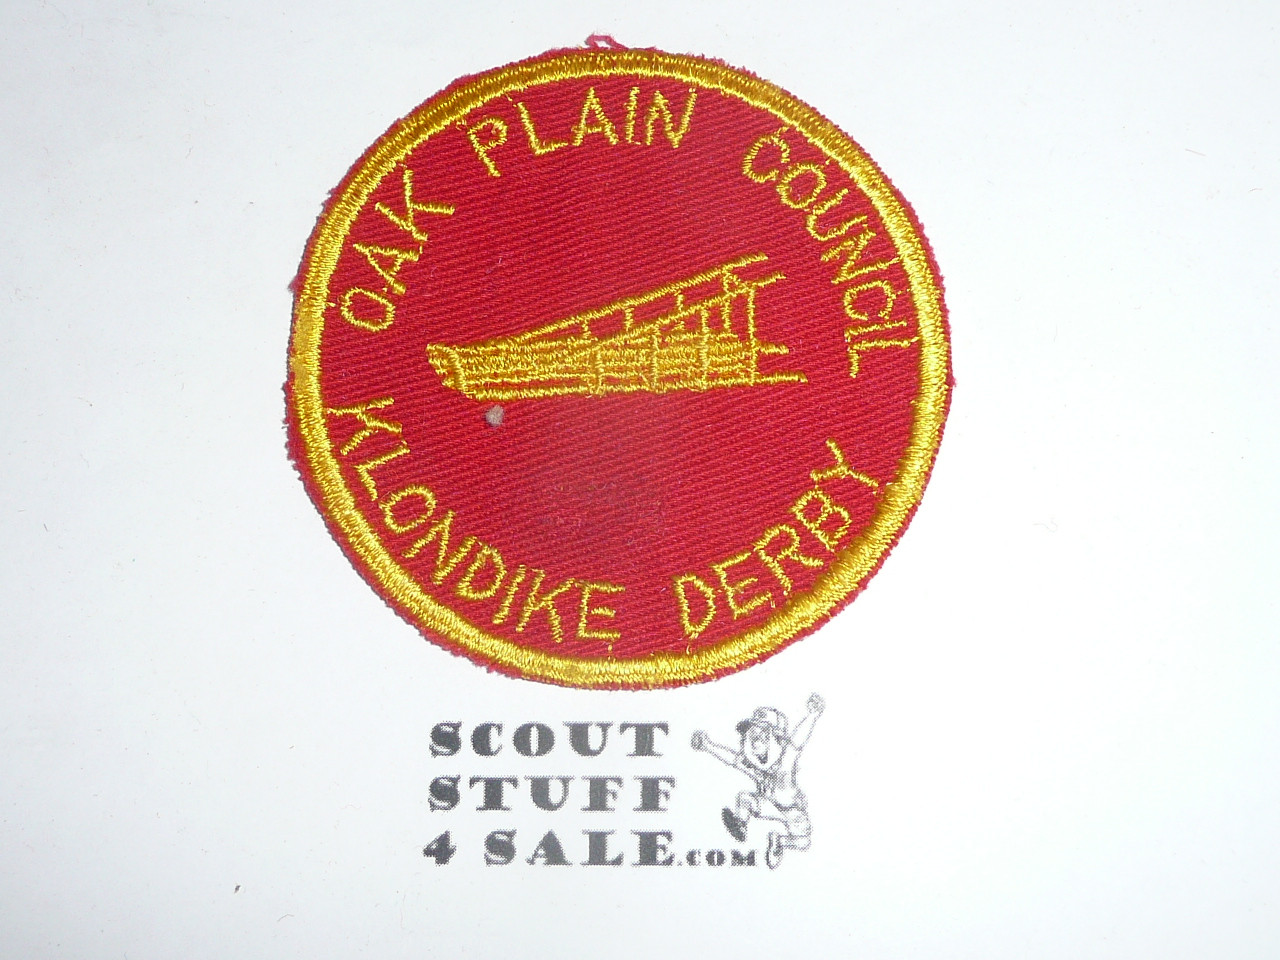 OAK PLAIN COUNCIL
KLONDIKE DERBY
SCOUT
STUFF
4 SALE.COM